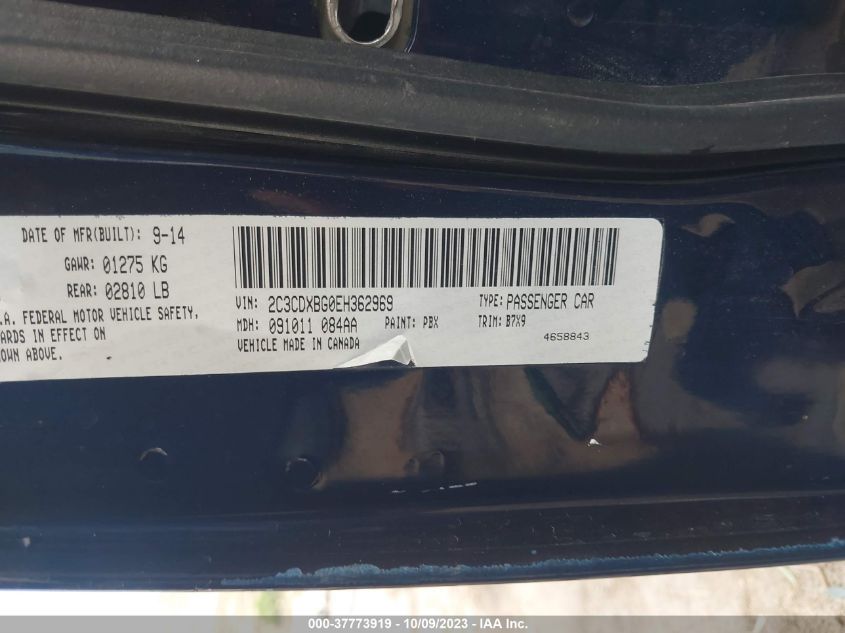 DATE OF MFR(BUILT): 9-14
GAWR: 01275 KG
REAR: 02810 LB
.A. FEDERAL MOTOR VEHICLE SAFETY,
ARDS IN EFFECT ON
OWN ABOVE.
VIN: 2C3CDXBG0EH362969 TYPE: PASSENGER CAR
MDH: 091011 084AA PAINT: PBX TRIM: B7X9
VEHICLE MADE IN CANADA 4658843
000-37773919 - 10/09/2023 - IAA Inc.